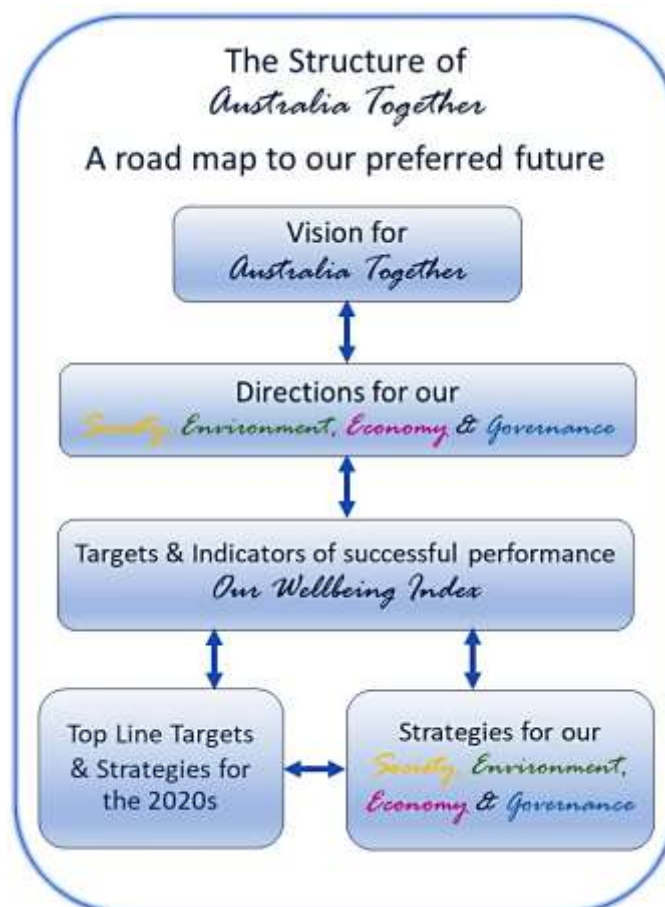 The Structure of
Australia Together
A road map to our preferred future
Vision for
Australia Together
Directions for our
Society, Environment, Economy & Governance
Targets & Indicators of successful performance
Our Wellbeing Index
Top Line Targets
& Strategies for
the 2020s
Strategies for our
Society, Environment,
Economy & Governance